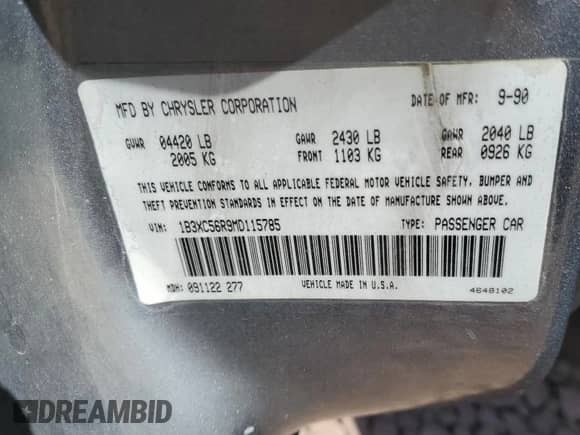 MFD BY CHRYSLER CORPORATION DATE OF MFR: 9-90
GVWR 04420 LB GAWR 2430 LB GAWR 2040 LB
2005 KG FRONT 1103 KG REAR 0926 KG
THIS VEHICLE CONFORMS TO ALL APPLICABLE FEDERAL MOTOR VEHICLE SAFETY, BUMPER AND
THEFT PREVENTION STANDARDS IN EFFECT ON THE DATE OF MANUFACTURE SHOWN ABOVE.
VIN: 1B3XC56R9MD115785 TYPE: PASSENGER CAR
MDH: 091122 277 VEHICLE MADE IN U.S.A. 4648102
DREAMBID